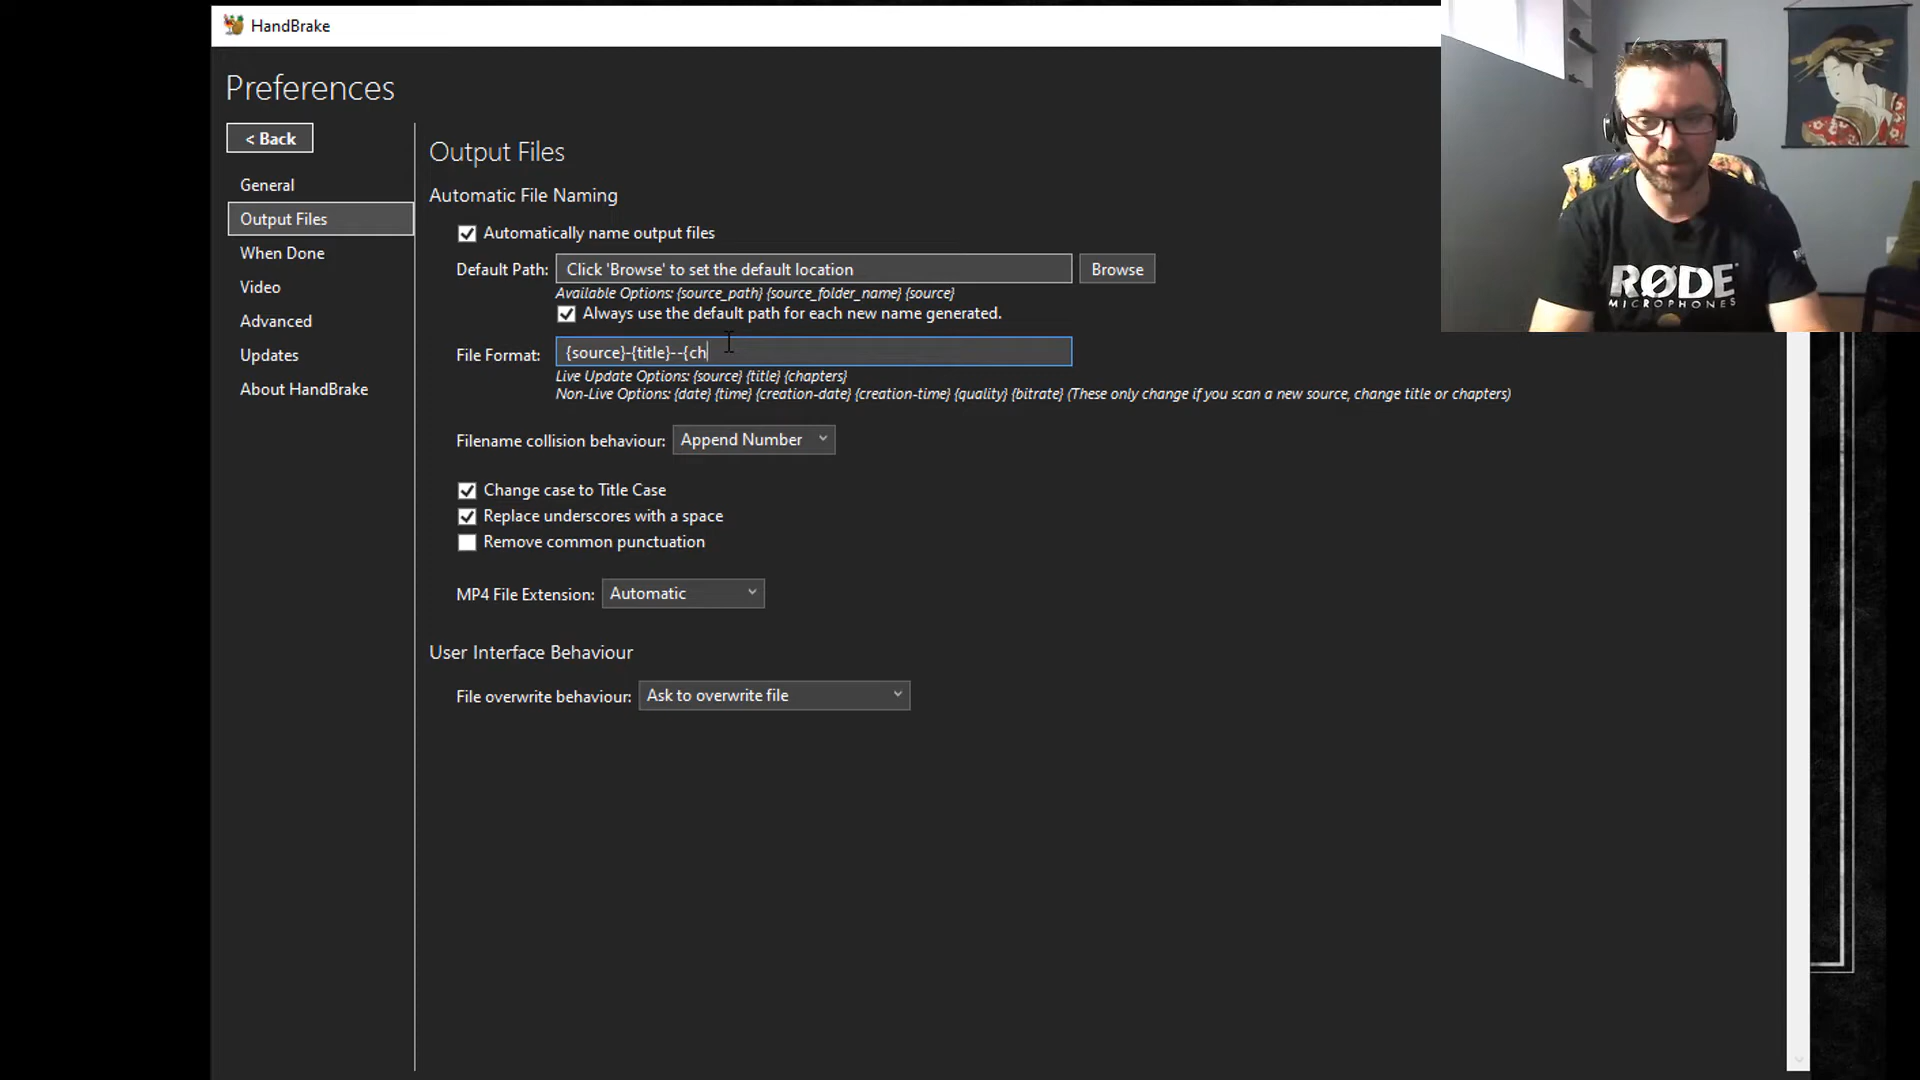 HandBrake
Preferences
< Back
General
Output Files
When Done
Video
Advanced
Updates
About HandBrake
Output Files
Automatic File Naming
Automatically name output files
Default Path: Click 'Browse' to set the default location Browse
Available Options: {source_path} {source_folder_name} {source}
Always use the default path for each new name generated.
File Format: {source}-{title}--{ch
Live Update Options: {source} {title} {chapters}
Non-Live Options: {date} {time} {creation-date} {creation-time} {quality} {bitrate} (These only change if you scan a new source, change title or chapters)
Filename collision behaviour: Append Number
Change case to Title Case
Replace underscores with a space
Remove common punctuation
MP4 File Extension: Automatic
User Interface Behaviour
File overwrite behaviour: Ask to overwrite file
RØDE
MICROPHONES